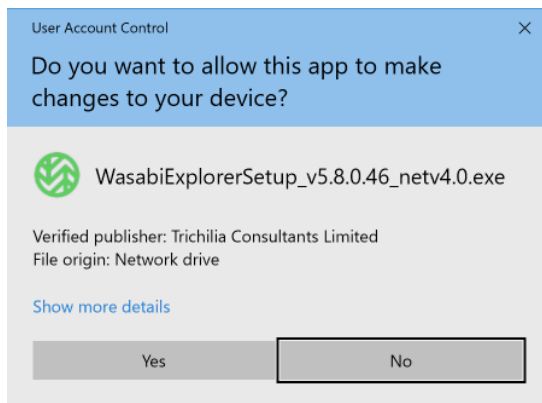 User Account Control
Do you want to allow this app to make
changes to your device?
WasabiExplorerSetup_v5.8.0.46_netv4.0.exe
Verified publisher: Trichilia Consultants Limited
File origin: Network drive
Show more details
Yes
No